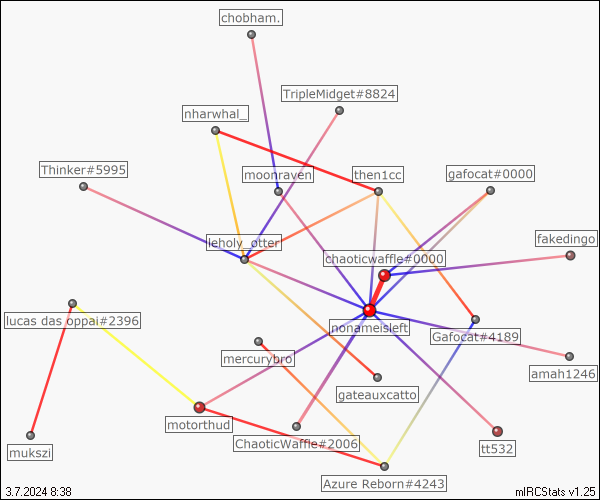 chobham.
TripleMidget#8824
nharwhal_
Thinker#5995
moonraven
then1cc
gafocat#0000
leholy_otter
fakedingo
chaoticwaffle#0000
lucas das oppai#2396
nonameisleft
Gafocat#4189
mercurybro
amah1246
gateauxcatto
motorthud
ChaoticWaffle#2006
tt532
mukszi
Azure Reborn#4243
3.7.2024 8:38
mIRCStats v1.25